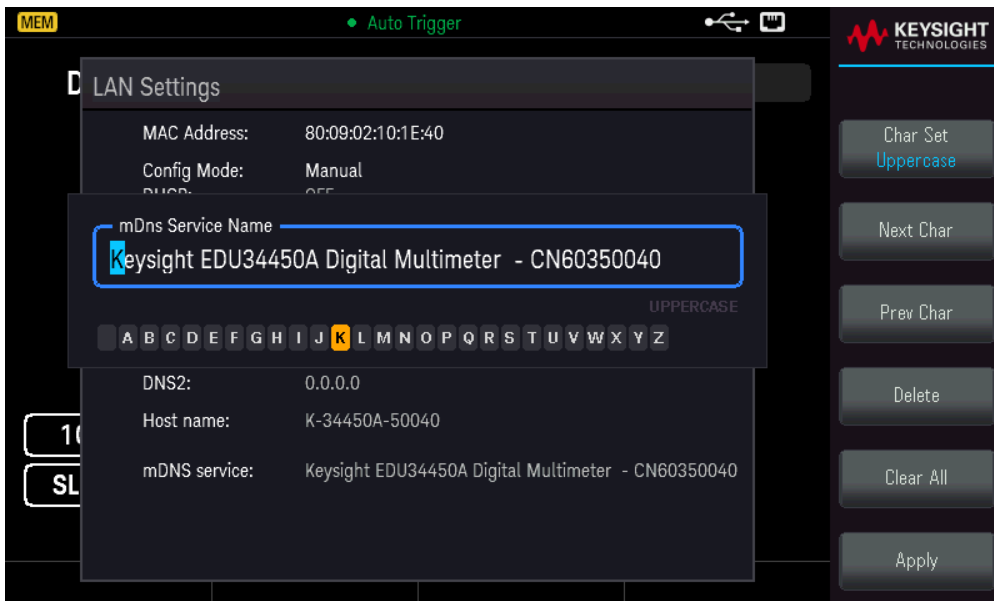 MEM
Auto Trigger
KEYSIGHT
TECHNOLOGIES
D
LAN Settings
MAC Address: 80:09:02:10:1E:40
Config Mode: Manual
mDns Service Name
Keysight EDU34450A Digital Multimeter - CN60350040
UPPERCASE
A B C D E F G H I J K L M N O P Q R S T U V W X Y Z
DNS2: 0.0.0.0
Host name: K-34450A-50040
mDNS service: Keysight EDU34450A Digital Multimeter - CN60350040
10
SL
Char Set
Uppercase
Next Char
Prev Char
Delete
Clear All
Apply